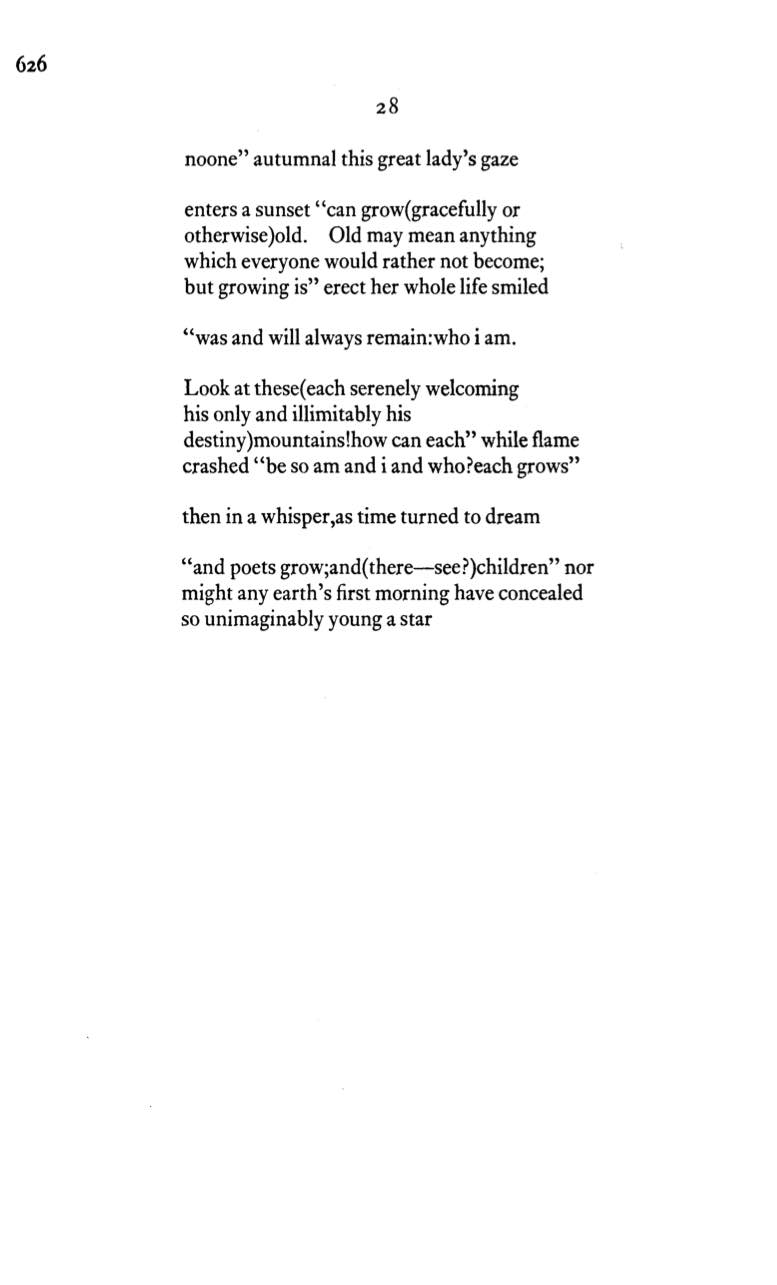 626
28
noone” autumnal this great lady’s gaze
enters a sunset “can grow(gracefully or
otherwise)old. Old may mean anything
which everyone would rather not become;
but growing is” erect her whole life smiled
“was and will always remain:who i am.
Look at these(each serenely welcoming
his only and illimitably his
destiny)mountains!how can each” while flame
crashed “be so am and i and who?each grows”
then in a whisper,as time turned to dream
“and poets grow;and(there—see?)children” nor
might any earth’s first morning have concealed
so unimaginably young a star